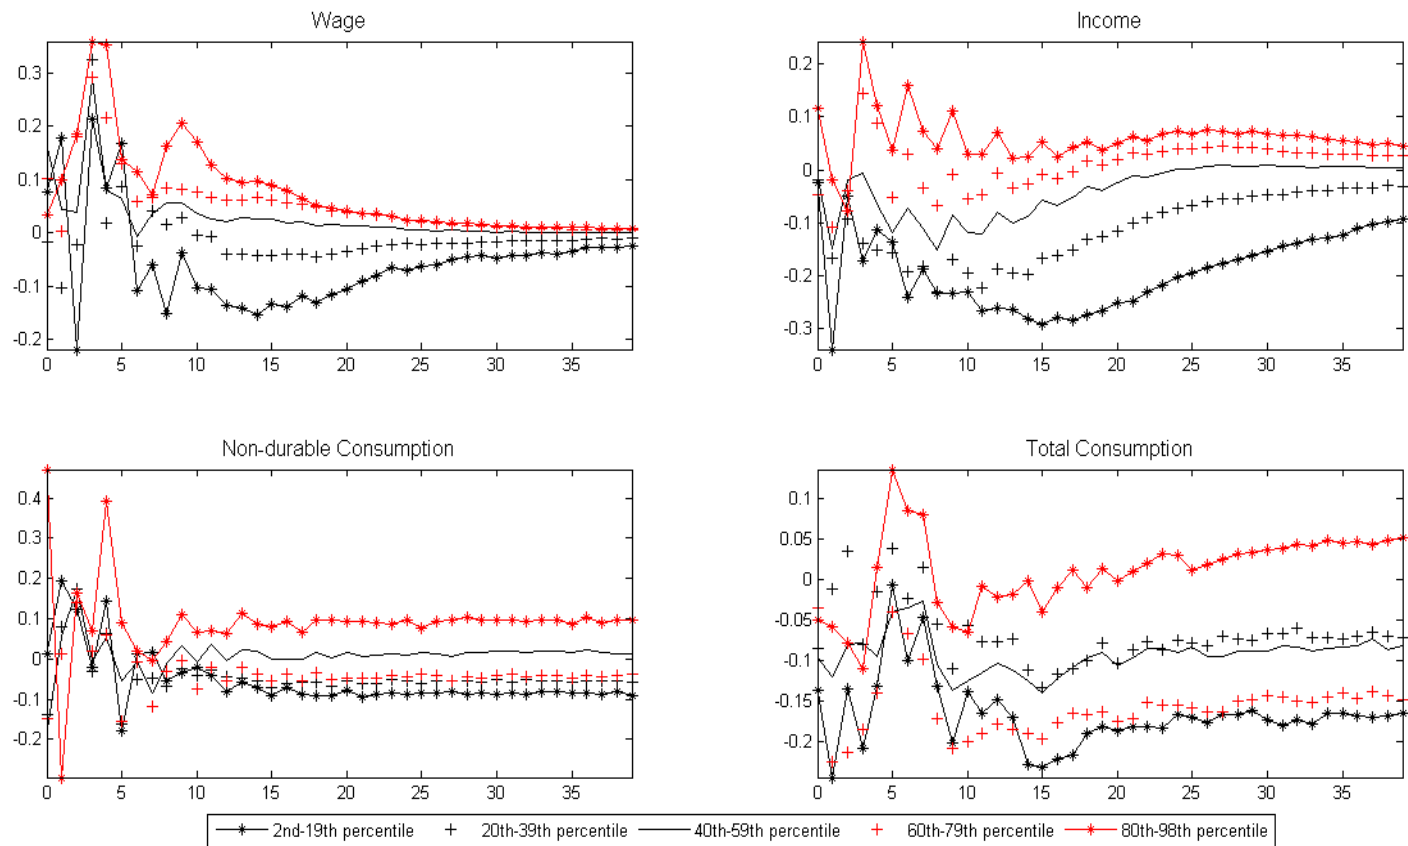 Wage
0.3
0.2
0.1
0
-0.1
-0.2
0 5 10 15 20 25 30 35
Income
0.2
0.1
0
-0.1
-0.2
-0.3
0 5 10 15 20 25 30 35
Non-durable Consumption
0.4
0.3
0.2
0.1
0
-0.1
-0.2
0 5 10 15 20 25 30 35
Total Consumption
0.1
0.05
0
-0.05
-0.1
-0.15
-0.2
0 5 10 15 20 25 30 35
2nd-19th percentile 20th-39th percentile 40th-59th percentile 60th-79th percentile 80th-98th percentile